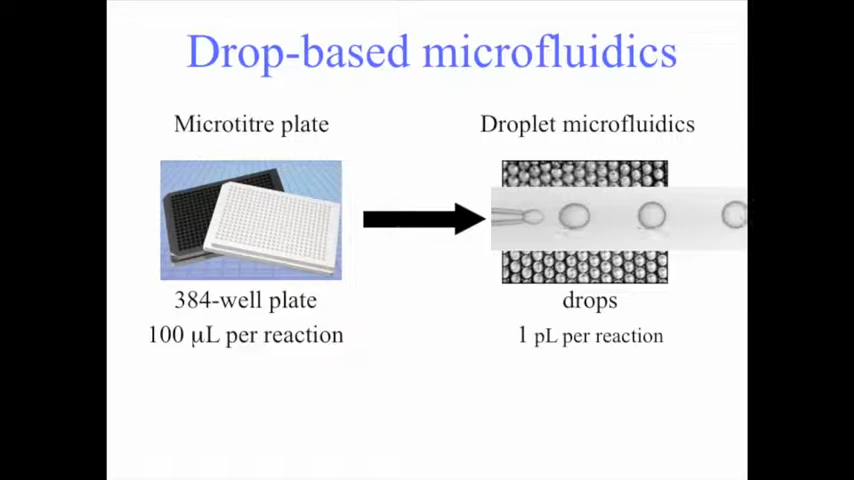 Drop-based microfluidics
Microtitre plate
Droplet microfluidics
384-well plate
100 μL per reaction
drops
1 pL per reaction